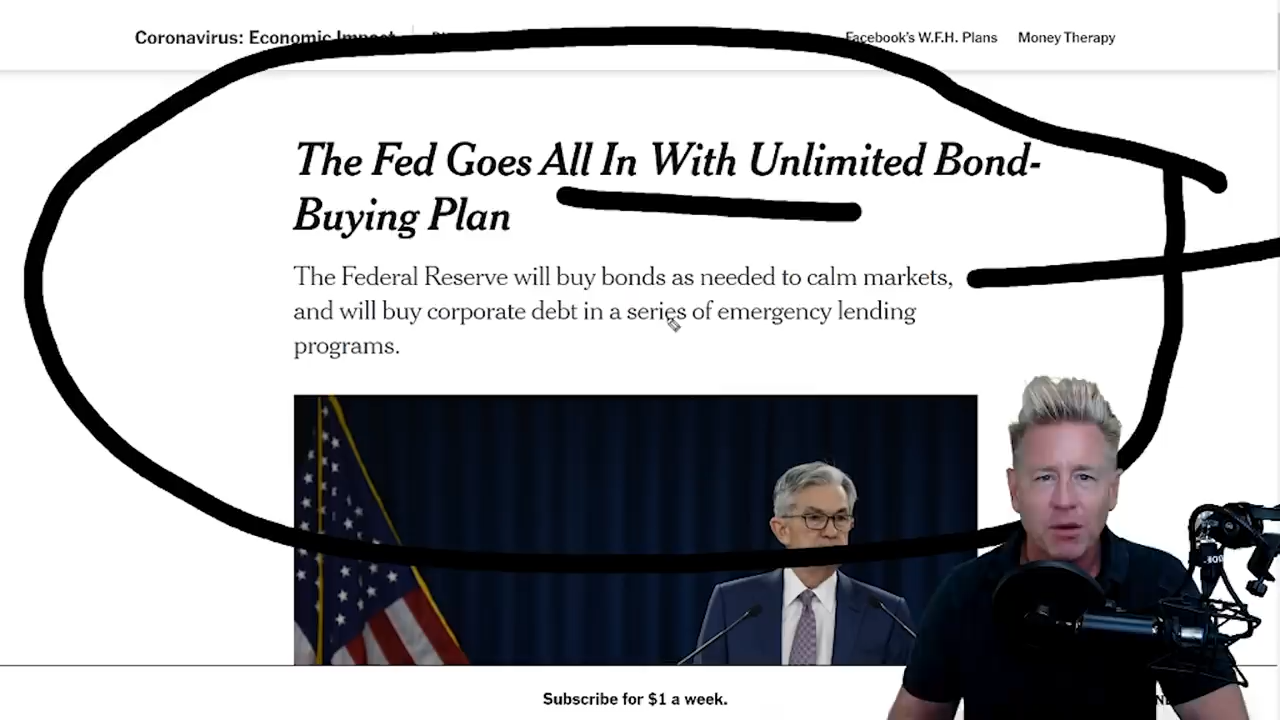 Coronavirus: Economic Impact
Facebook's W.F.H. Plans
Money Therapy
The Fed Goes All In With Unlimited Bond-
Buying Plan
The Federal Reserve will buy bonds as needed to calm markets,
and will buy corporate debt in a series of emergency lending
programs.
Subscribe for $1 a week.